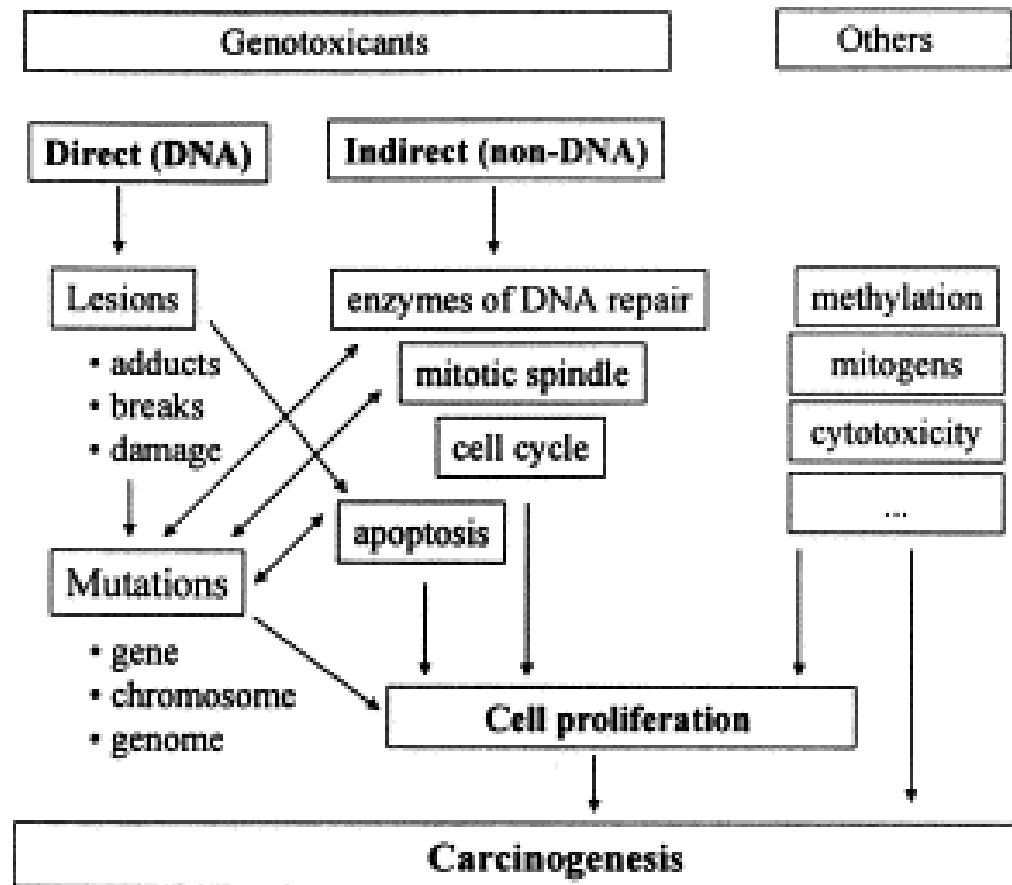 Genotoxicants
Others
Direct (DNA)
Indirect (non-DNA)
Lesions
• adducts
• breaks
• damage
enzymes of DNA repair
mitotic spindle
cell cycle
apoptosis
methylation
mitogens
cytotoxicity
...
Mutations
• gene
• chromosome
• genome
Cell proliferation
Carcinogenesis